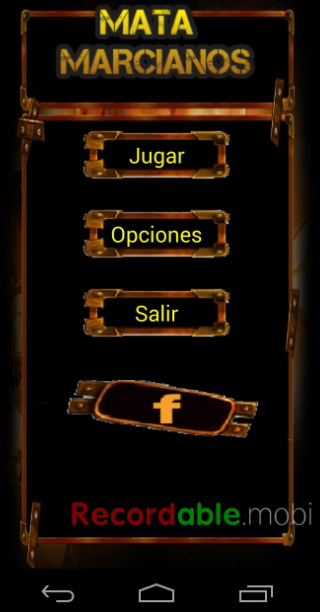 MATA
MARCIANOS
Jugar
Opciones
Salir
f
Recordable.mobi